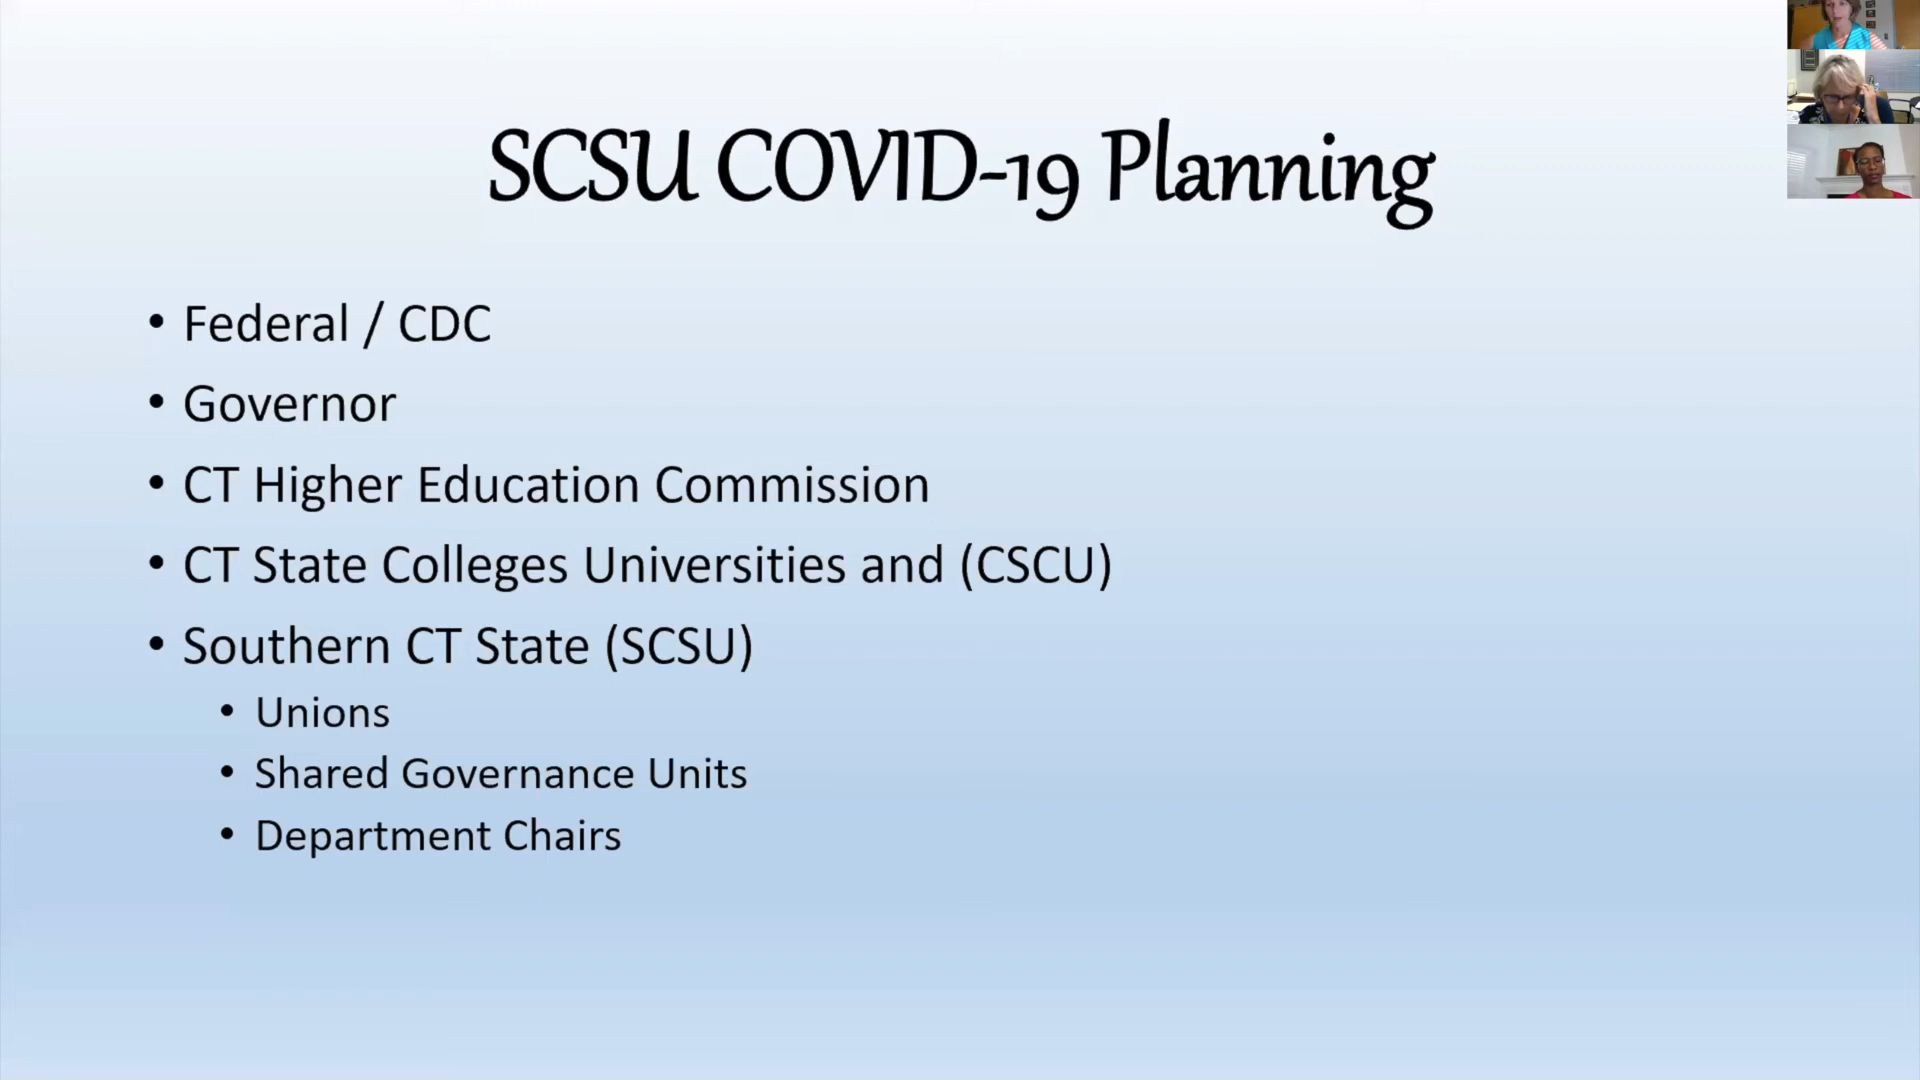 SCSU COVID-19 Planning
• Federal / CDC
• Governor
• CT Higher Education Commission
• CT State Colleges Universities and (CSCU)
• Southern CT State (SCSU)
• Unions
• Shared Governance Units
• Department Chairs